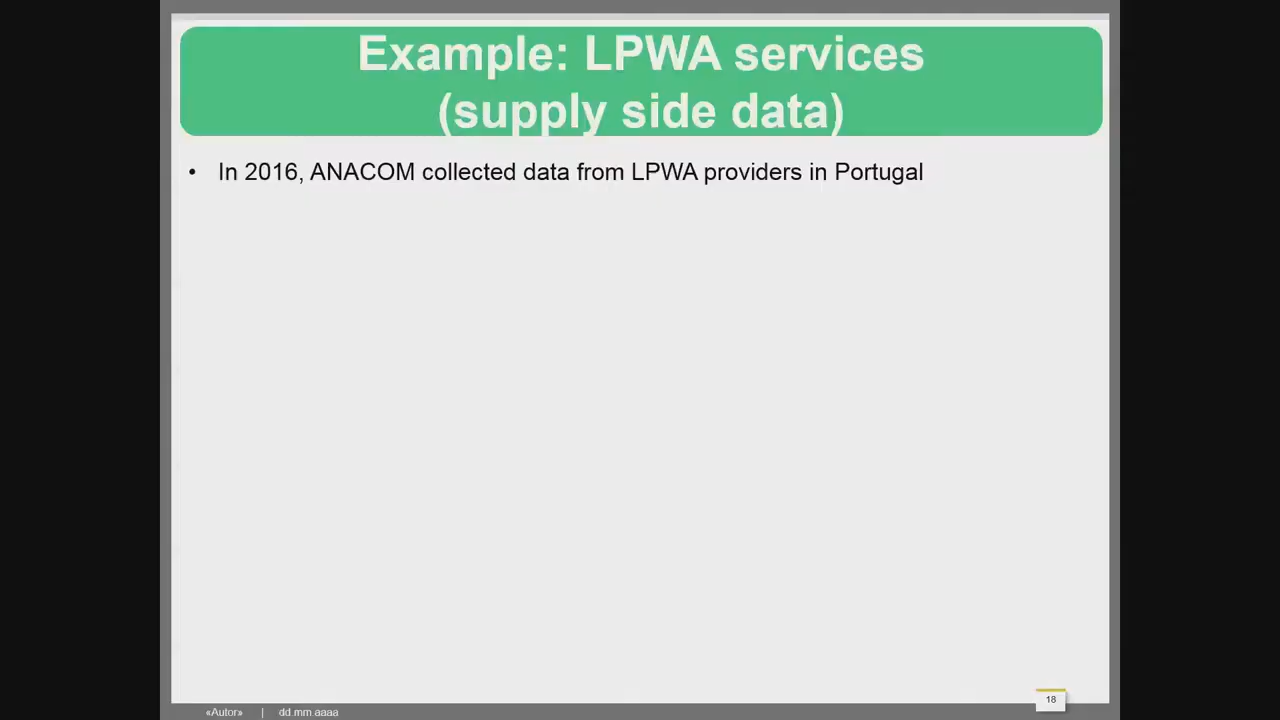 Example: LPWA services
(supply side data)
• In 2016, ANACOM collected data from LPWA providers in Portugal
18
«Autor» | dd mm aaaa